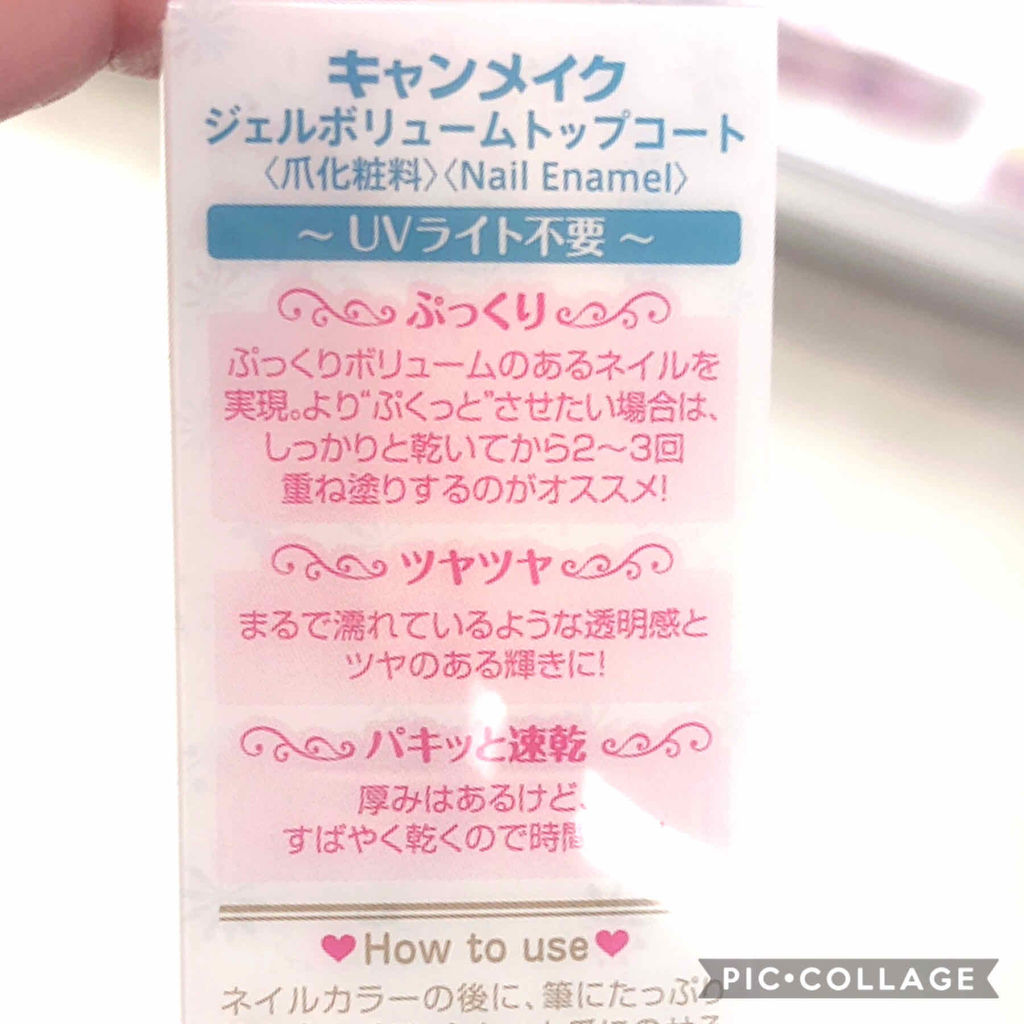 キャンメイク
ジェルボリュームトップコート
〈爪化粧料〉〈Nail Enamel〉
～ UVライト不要 ～
ぷっくり
ぷっくりボリュームのあるネイルを
実現。より“ぷくっと”させたい場合は、
しっかりと乾いてから2～3回
重ね塗りするのがオススメ!
ツヤツヤ
まるで濡れているような透明感と
ツヤのある輝きに!
パキッと速乾
厚みはあるけど、
すばやく乾くので時間
How to use
ネイルカラーの後に、筆にたっぷり
PIC•COLLAGE